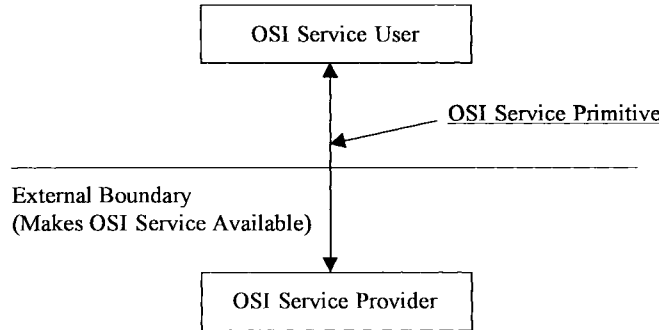 OSI Service User
OSI Service Primitive
External Boundary
(Makes OSI Service Available)
OSI Service Provider